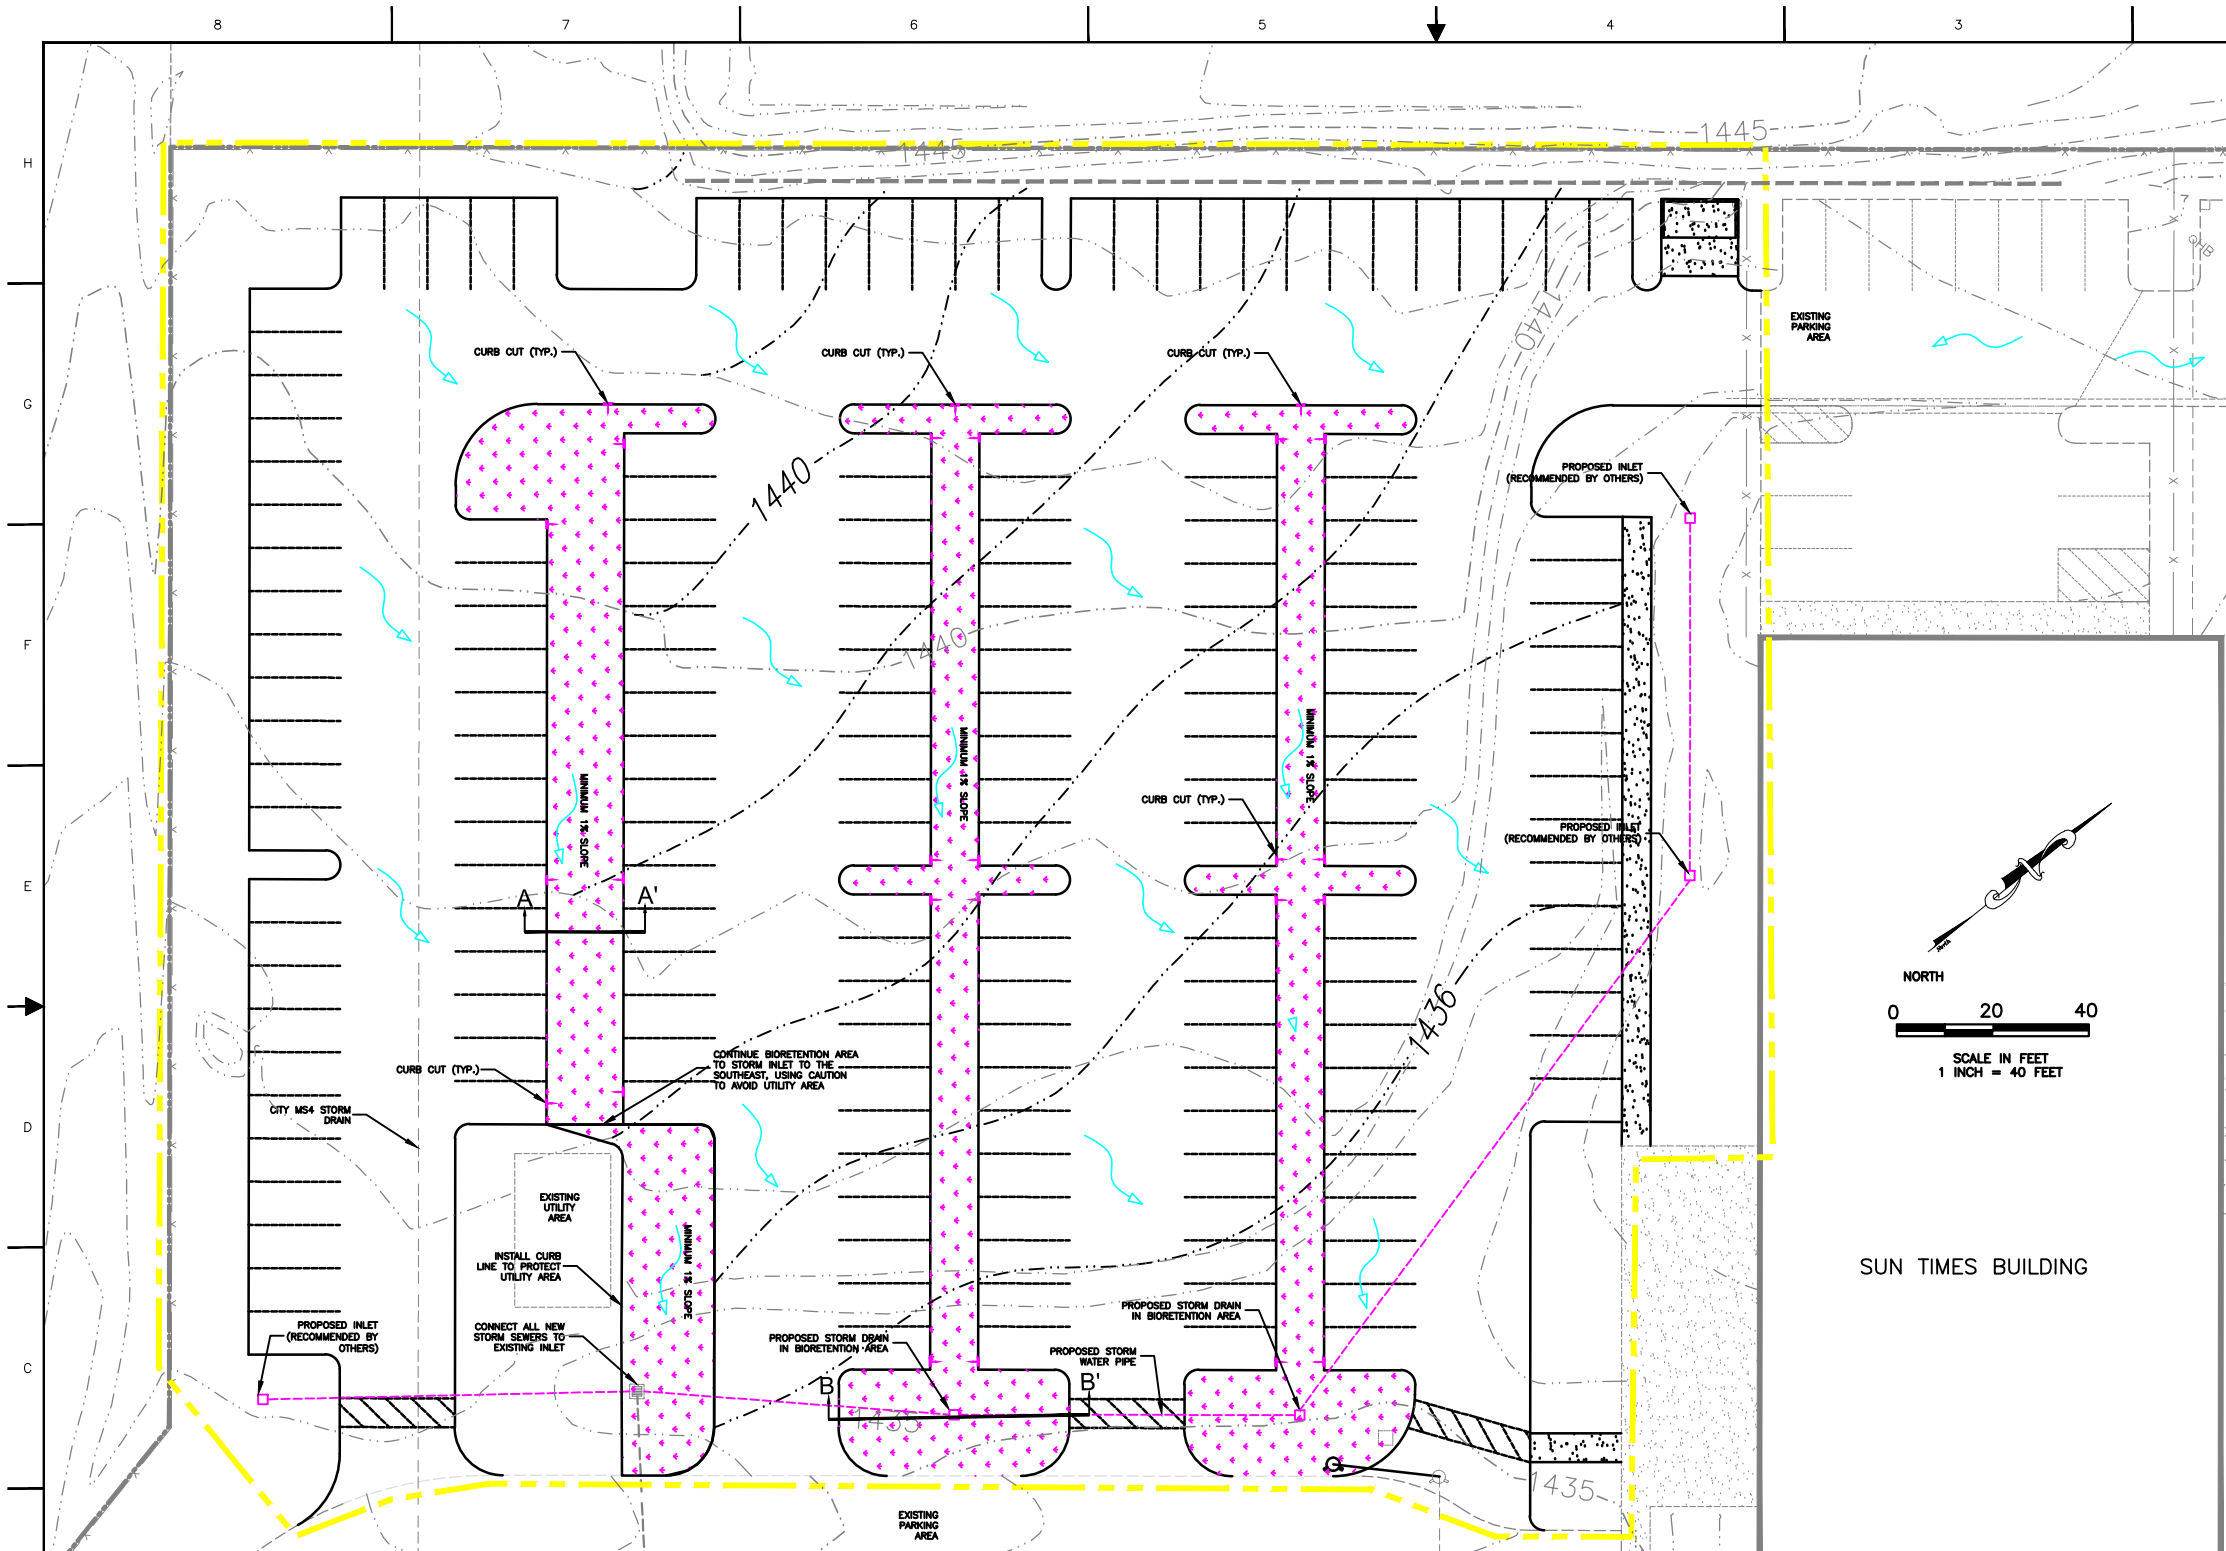 8
7
6
5
4
3
H
G
F
E
D
C
1445
1445
1440
EXISTING
PARKING
AREA
CURB CUT (TYP.)
CURB CUT (TYP.)
CURB CUT (TYP.)
1440
PROPOSED INLET
(RECOMMENDED BY OTHERS)
1440
MINIMUM 1% SLOPE
MINIMUM 1% SLOPE
MINIMUM 1% SLOPE
CURB CUT (TYP.)
PROPOSED INLET
(RECOMMENDED BY OTHERS)
A
A'
North
NORTH
0
20
40
SCALE IN FEET
1 INCH = 40 FEET
1436
CONTINUE BIORETENTION AREA
TO STORM INLET TO THE
SOUTHEAST, USING CAUTION
TO AVOID UTILITY AREA
CURB CUT (TYP.)
CITY MS4 STORM
DRAIN
EXISTING
UTILITY
AREA
INSTALL CURB
LINE TO PROTECT
UTILITY AREA
MINIMUM 1% SLOPE
SUN TIMES BUILDING
PROPOSED INLET
(RECOMMENDED BY
OTHERS)
CONNECT ALL NEW
STORM SEWERS TO
EXISTING INLET
PROPOSED STORM DRAIN
IN BIORETENTION AREA
PROPOSED STORM DRAIN
IN BIORETENTION AREA
PROPOSED STORM
WATER PIPE
B
B'
1435
1435
EXISTING
PARKING
AREA